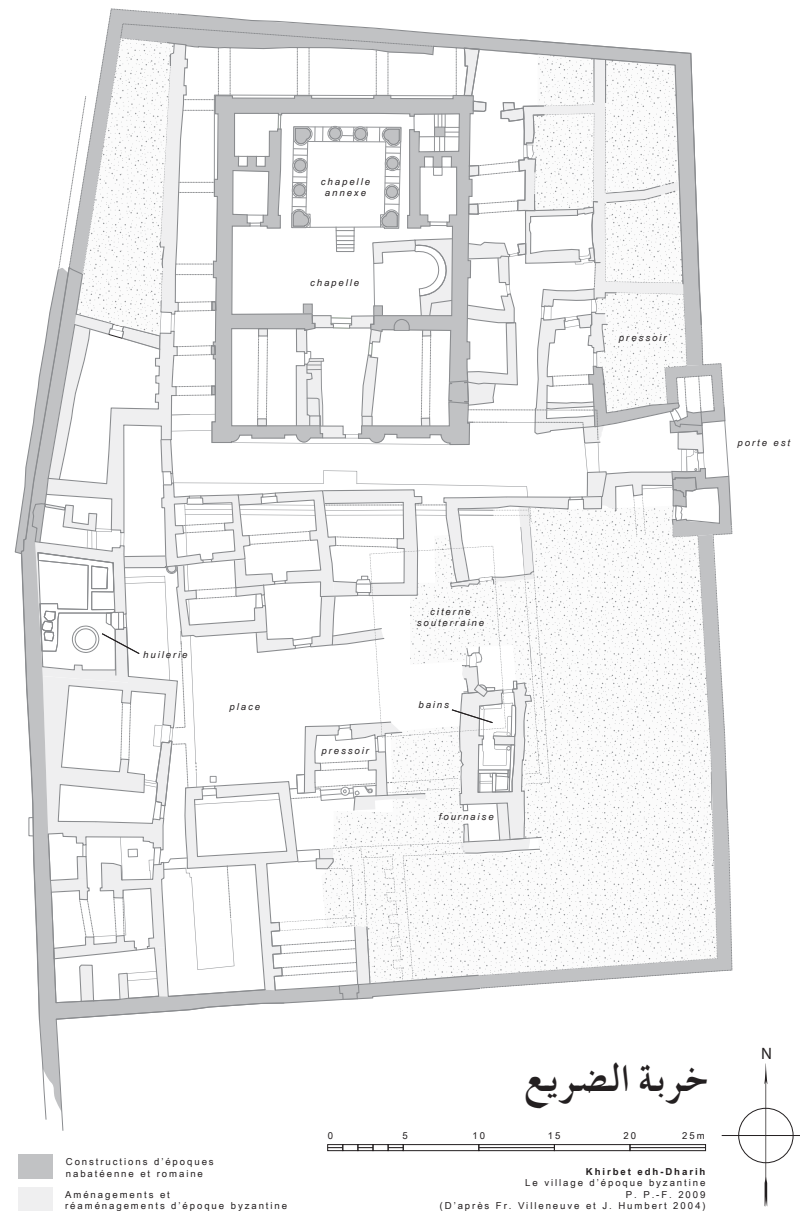 chapelle
annexe
chapelle
pressoir
porte est
citerne
souterraine
huilerie
place
bains
pressoir
fournaise
خربة الضريع
N
0 5 10 15 20 25m
Constructions d'époques
nabatéenne et romaine
Aménagements et
réaménagements d'époque byzantine
Khirbet edh-Dharih
Le village d'époque byzantine
P. P.-F. 2009
(D'après Fr. Villeneuve et J. Humbert 2004)